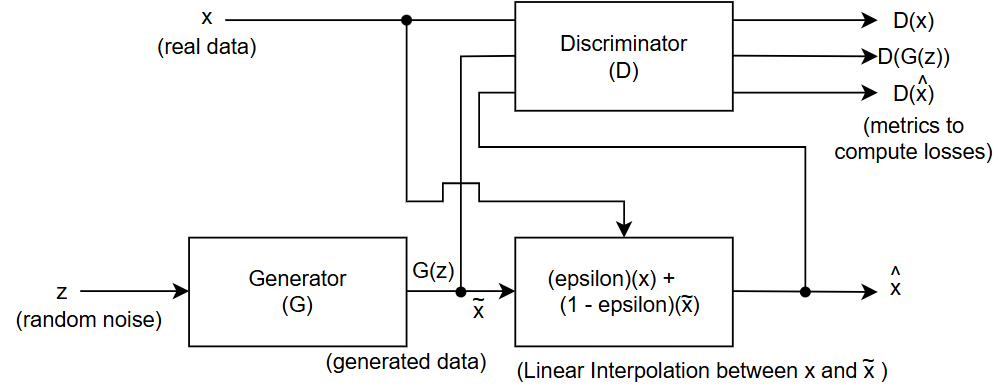 x
(real data)
Discriminator
(D)
D(x)
D(G(z))
D(x̂)
(metrics to
compute losses)
z
(random noise)
Generator
(G)
G(z)
x̃
(generated data)
(epsilon)(x) +
(1 - epsilon)(x̃)
(Linear Interpolation between x and x̃ )
x̂